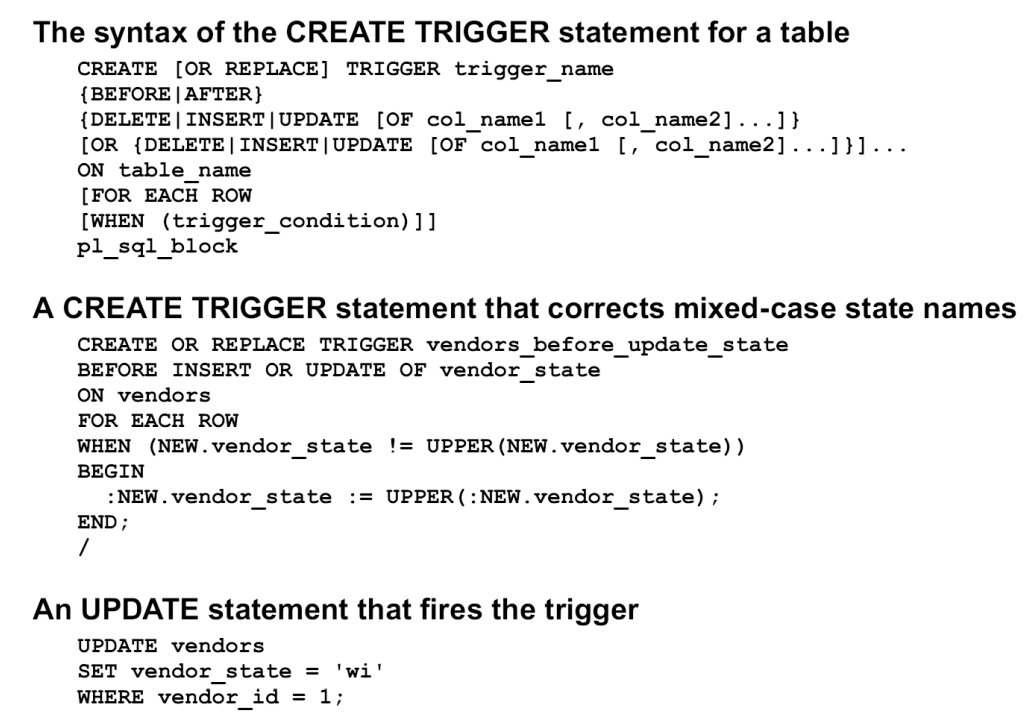 The syntax of the CREATE TRIGGER statement for a table
CREATE [OR REPLACE] TRIGGER trigger_name
{BEFORE|AFTER}
{DELETE|INSERT|UPDATE [OF col_name1 [, col_name2]...]}
[OR {DELETE|INSERT|UPDATE [OF col_name1 [, col_name2]...]}]...
ON table_name
[FOR EACH ROW
[WHEN (trigger_condition)]]
pl_sql_block
A CREATE TRIGGER statement that corrects mixed-case state names
CREATE OR REPLACE TRIGGER vendors_before_update_state
BEFORE INSERT OR UPDATE OF vendor_state
ON vendors
FOR EACH ROW
WHEN (NEW.vendor_state != UPPER(NEW.vendor_state))
BEGIN
  :NEW.vendor_state := UPPER(:NEW.vendor_state);
END;
/
An UPDATE statement that fires the trigger
UPDATE vendors
SET vendor_state = 'wi'
WHERE vendor_id = 1;